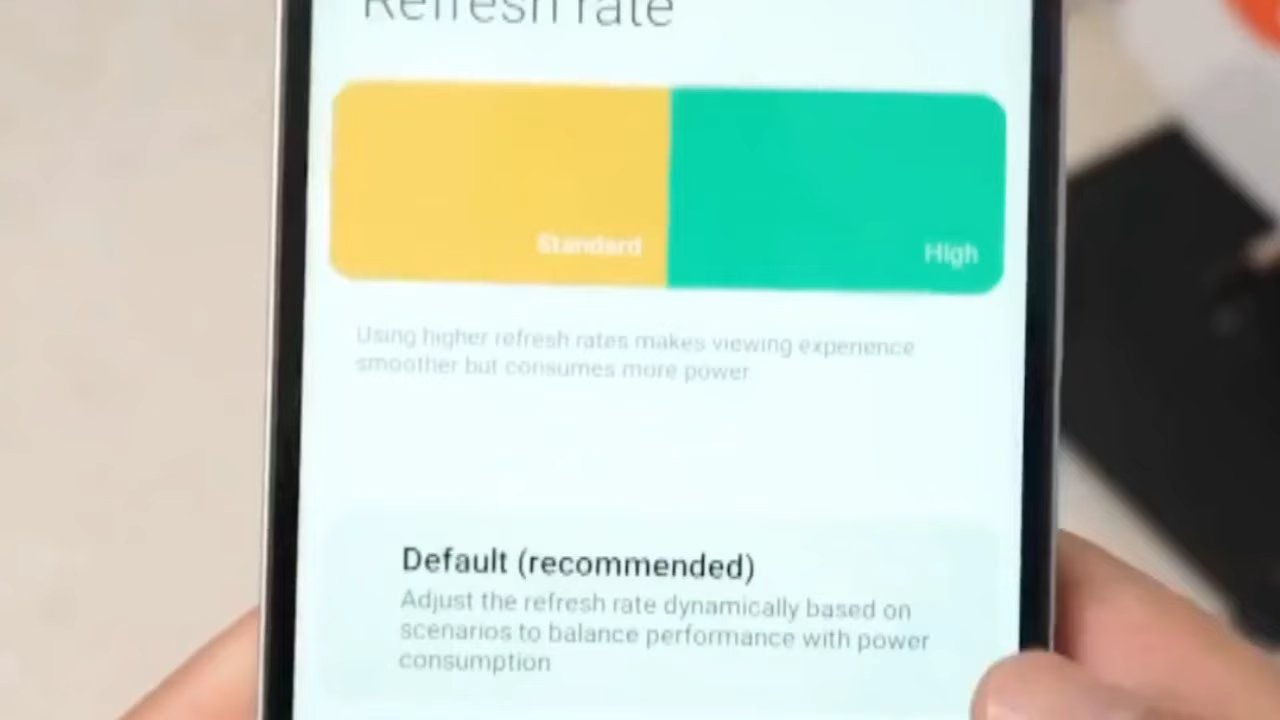 Refresh rate
Standard
High
Using higher refresh rates makes viewing experience
smoother but consumes more power
Default (recommended)
Adjust the refresh rate dynamically based on
scenarios to balance performance with power
consumption